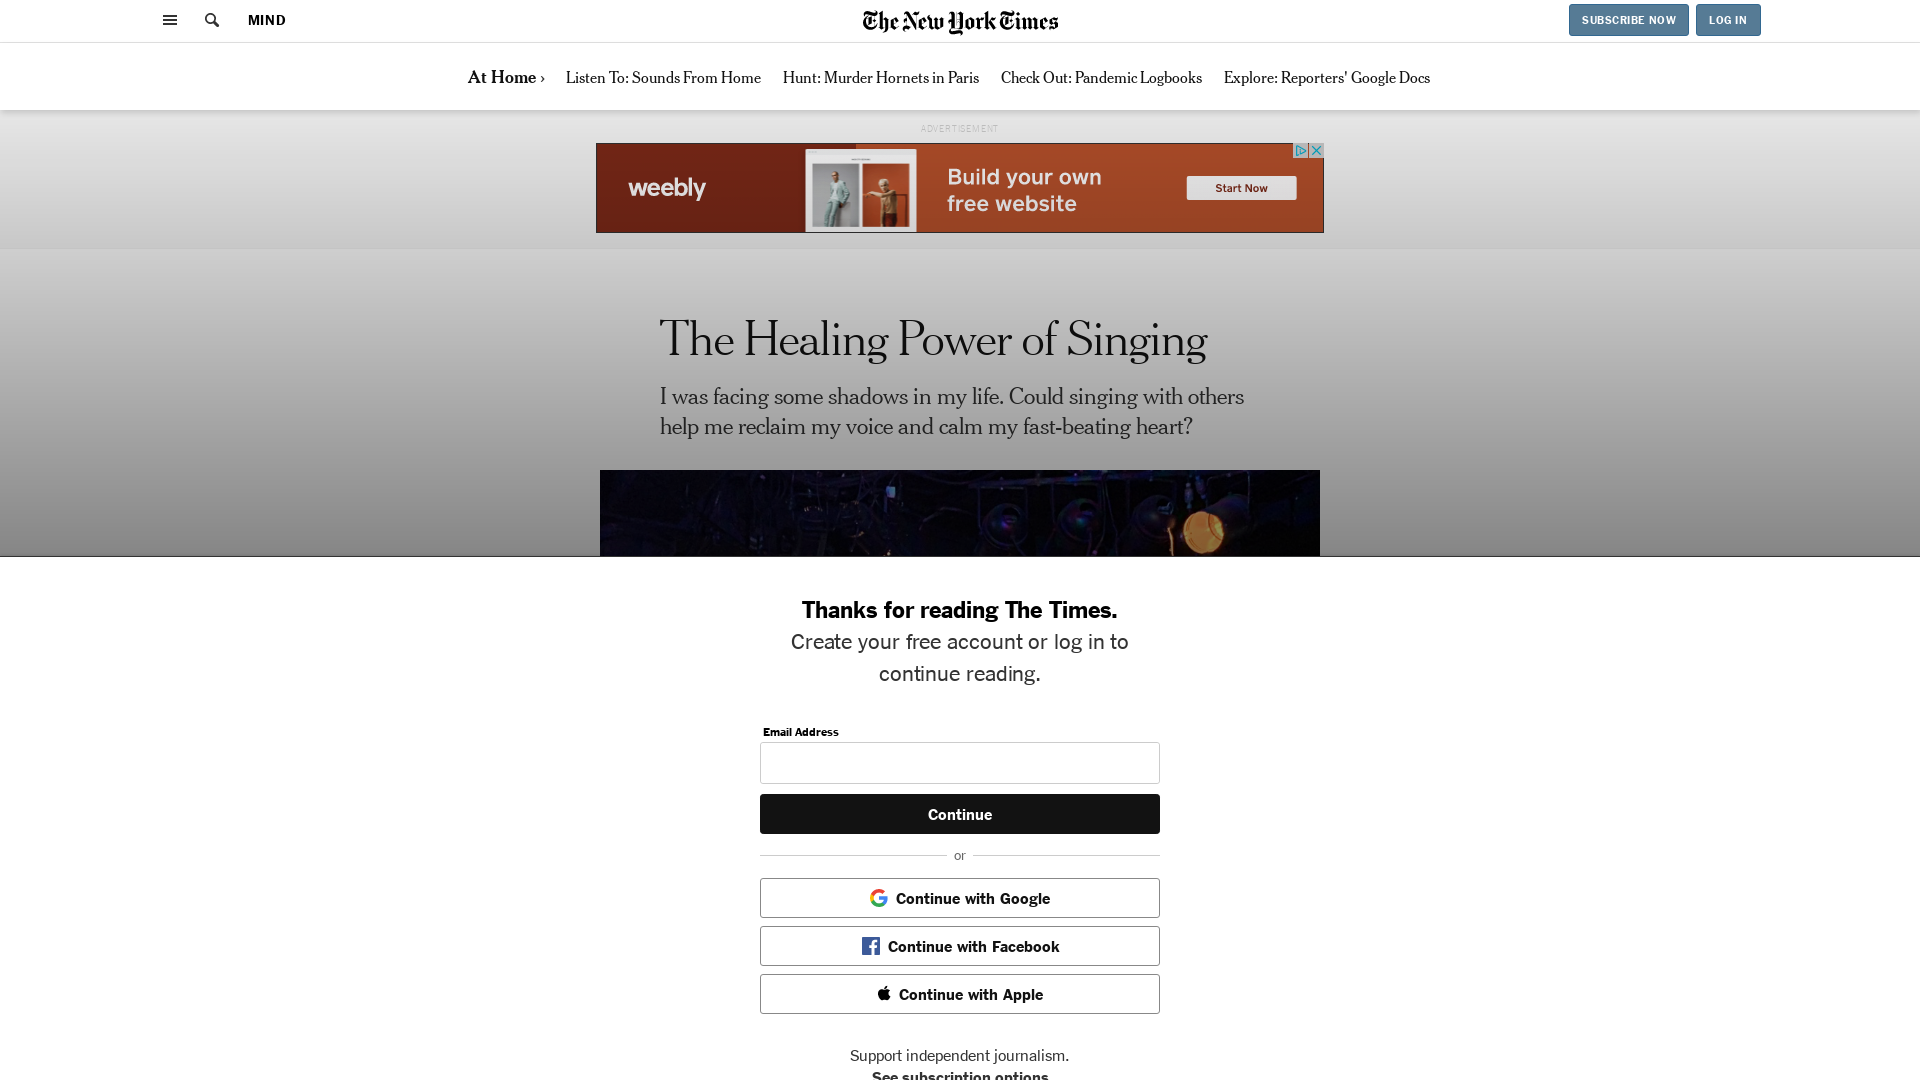 MIND
The New York Times
SUBSCRIBE NOW
LOG IN
At Home ›
Listen To: Sounds From Home
Hunt: Murder Hornets in Paris
Check Out: Pandemic Logbooks
Explore: Reporters' Google Docs
ADVERTISEMENT
weebly
Build your own
free website
Start Now
The Healing Power of Singing
I was facing some shadows in my life. Could singing with others
help me reclaim my voice and calm my fast-beating heart?
Thanks for reading The Times.
Create your free account or log in to
continue reading.
Email Address
Continue
or
Continue with Google
Continue with Facebook
Continue with Apple
Support independent journalism.
See subscription options